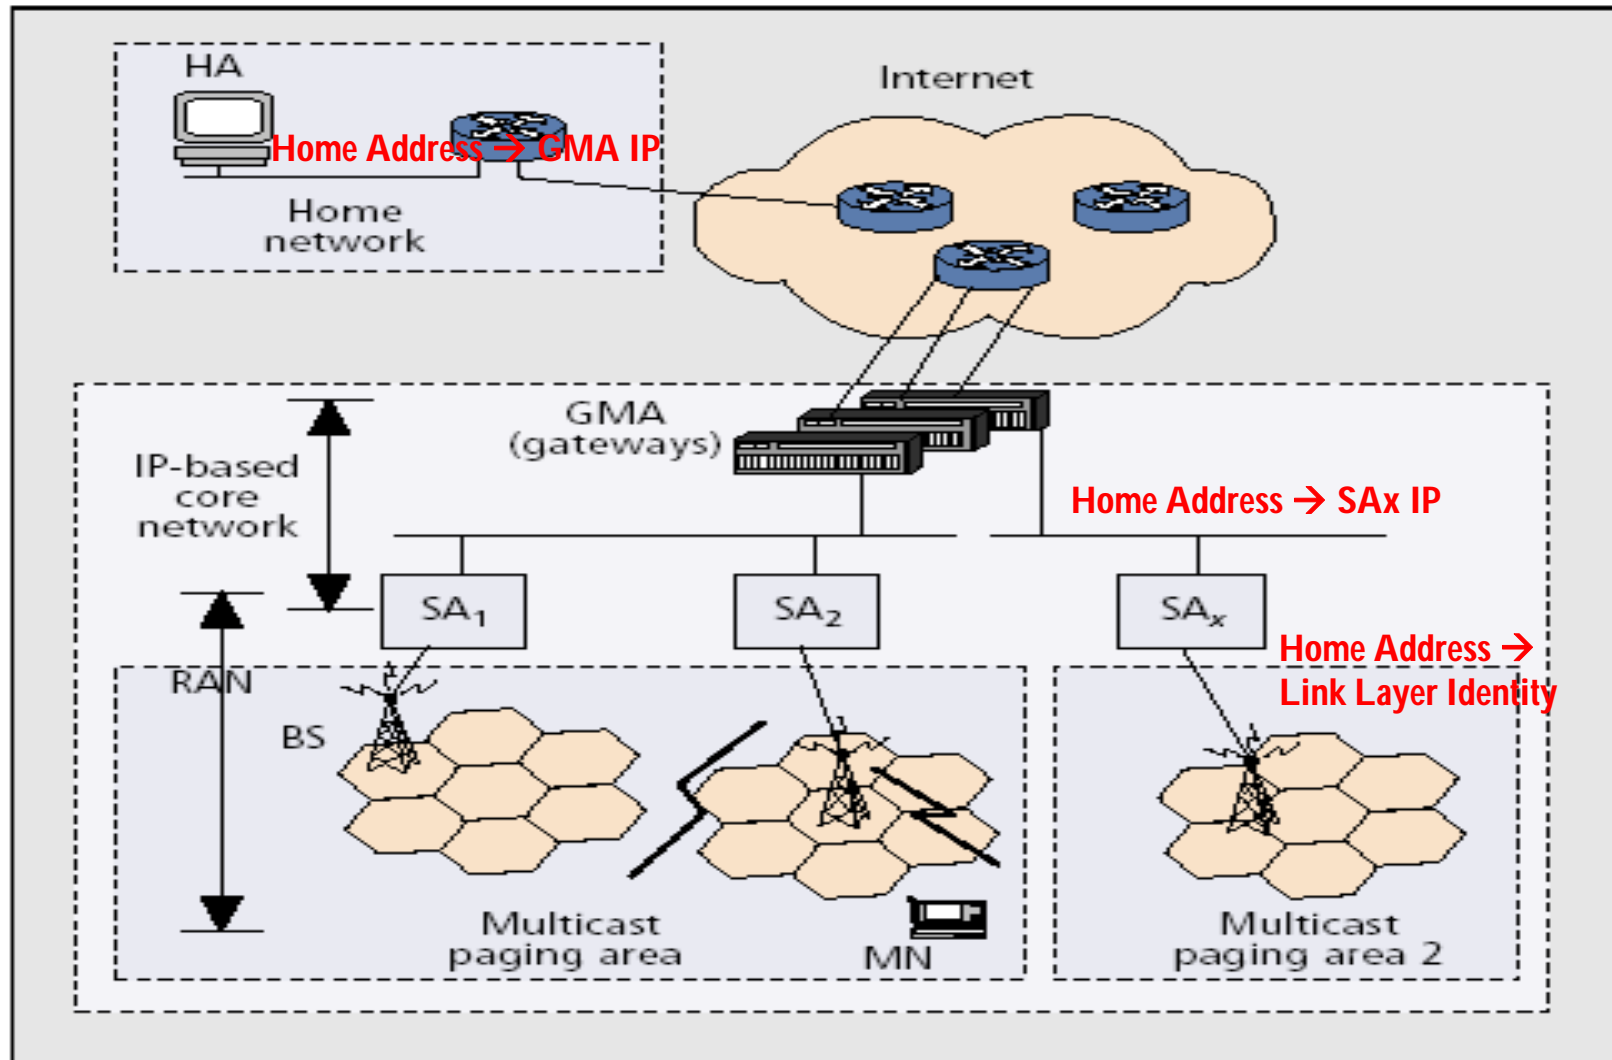 HA
Internet
Home Address → GMA IP
Home
network
GMA
(gateways)
IP-based
core
network
Home Address → SAx IP
SA1
SA2
SAx
Home Address →
Link Layer Identity
RAN
BS
Multicast
paging area
MN
Multicast
paging area 2